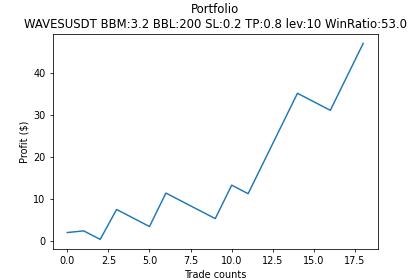 Portfolio
WAVESUSDT BBM:3.2 BBL:200 SL:0.2 TP:0.8 lev:10 WinRatio:53.0
Profit ($)
40
30
20
10
0
0.0 2.5 5.0 7.5 10.0 12.5 15.0 17.5
Trade counts